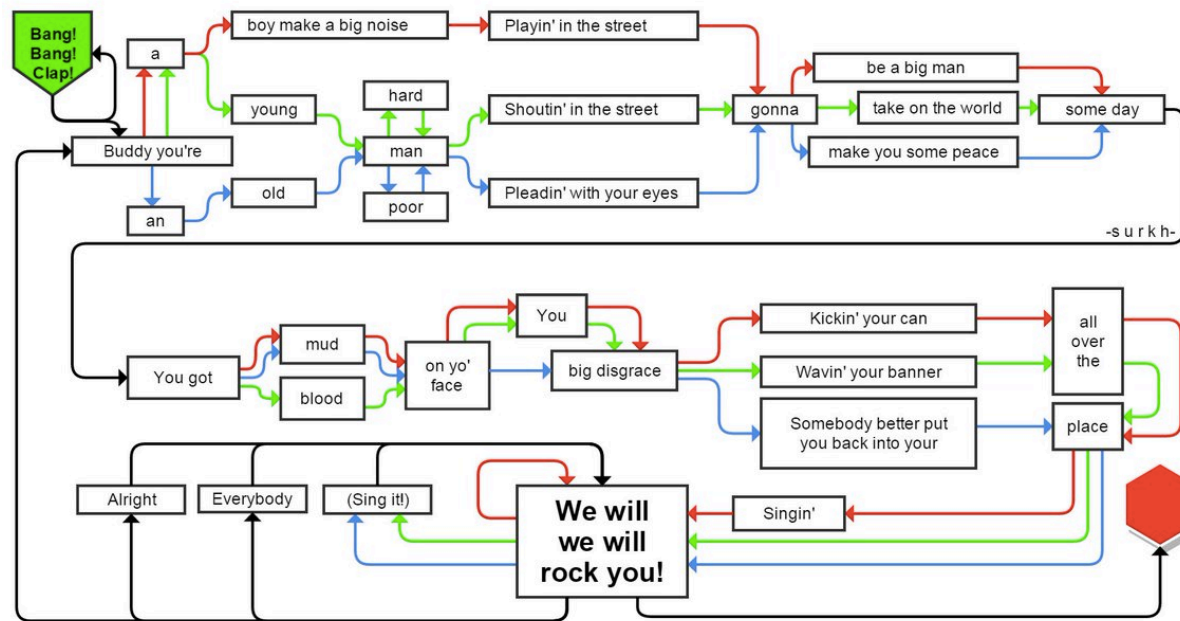 Bang!
Bang!
Clap!
a
boy make a big noise
Playin' in the street
be a big man
hard
young
Shoutin' in the street
gonna
take on the world
some day
Buddy you're
man
make you some peace
old
poor
Pleadin' with your eyes
an
-s u r k h-
You
Kickin' your can
all
over
the
mud
on yo'
face
You got
big disgrace
Wavin' your banner
blood
Somebody better put
you back into your
place
Alright
Everybody
(Sing it!)
We will
we will
rock you!
Singin'